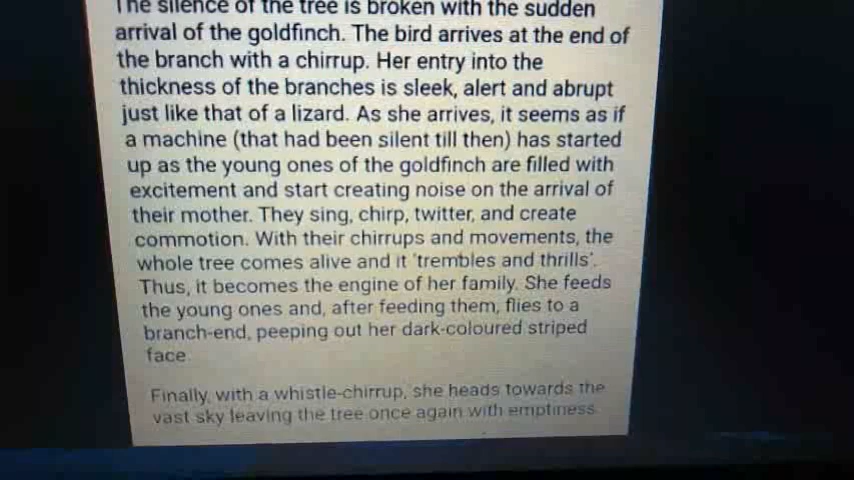 The silence of the tree is broken with the sudden
arrival of the goldfinch. The bird arrives at the end of
the branch with a chirrup. Her entry into the
thickness of the branches is sleek, alert and abrupt
just like that of a lizard. As she arrives, it seems as if
a machine (that had been silent till then) has started
up as the young ones of the goldfinch are filled with
excitement and start creating noise on the arrival of
their mother. They sing, chirp, twitter, and create
commotion. With their chirrups and movements, the
whole tree comes alive and it 'trembles and thrills'.
Thus, it becomes the engine of her family. She feeds
the young ones and, after feeding them, flies to a
branch-end, peeping out her dark-coloured striped
face.
Finally, with a whistle-chirrup, she heads towards the
vast sky leaving the tree once again with emptiness.